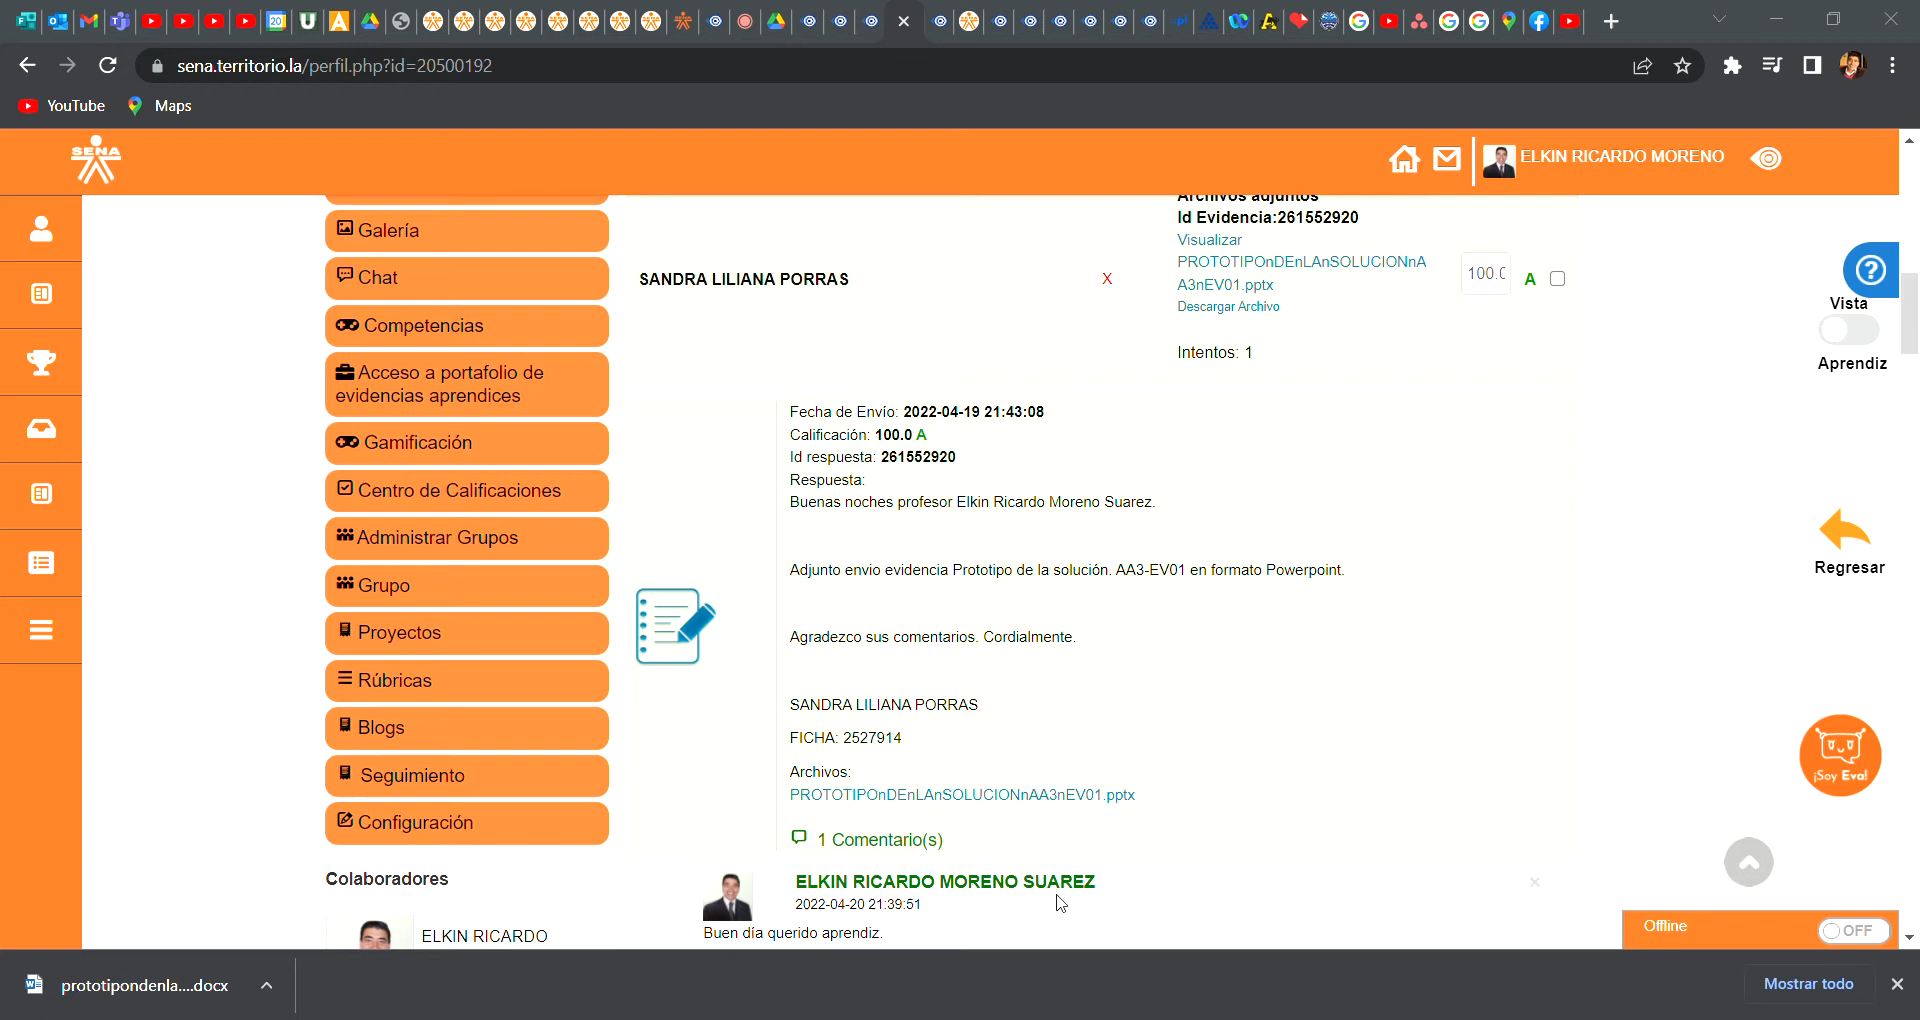 sena.territorio.la/perfil.php?id=20500192
YouTube
Maps
SENA
ELKIN RICARDO MORENO
Galería
Chat
Competencias
Acceso a portafolio de
evidencias aprendices
Gamificación
Centro de Calificaciones
Administrar Grupos
Grupo
Proyectos
Rúbricas
Blogs
Seguimiento
Configuración
Colaboradores
ELKIN RICARDO
SANDRA LILIANA PORRAS
X
Archivos adjuntos
Id Evidencia:261552920
Visualizar
PROTOTIPOnDEnLAnSOLUCIONnA
A3nEV01.pptx
Descargar Archivo
Intentos: 1
100.0
A
Fecha de Envío: 2022-04-19 21:43:08
Calificación: 100.0 A
Id respuesta: 261552920
Respuesta:
Buenas noches profesor Elkin Ricardo Moreno Suarez.
Adjunto envio evidencia Prototipo de la solución. AA3-EV01 en formato Powerpoint.
Agradezco sus comentarios. Cordialmente.
SANDRA LILIANA PORRAS
FICHA: 2527914
Archivos:
PROTOTIPOnDEnLAnSOLUCIONnAA3nEV01.pptx
1 Comentario(s)
ELKIN RICARDO MORENO SUAREZ
2022-04-20 21:39:51
Buen día querido aprendiz.
Vista
Aprendiz
Regresar
¡Soy Eva!
Offline
OFF
prototipondenla....docx
Mostrar todo